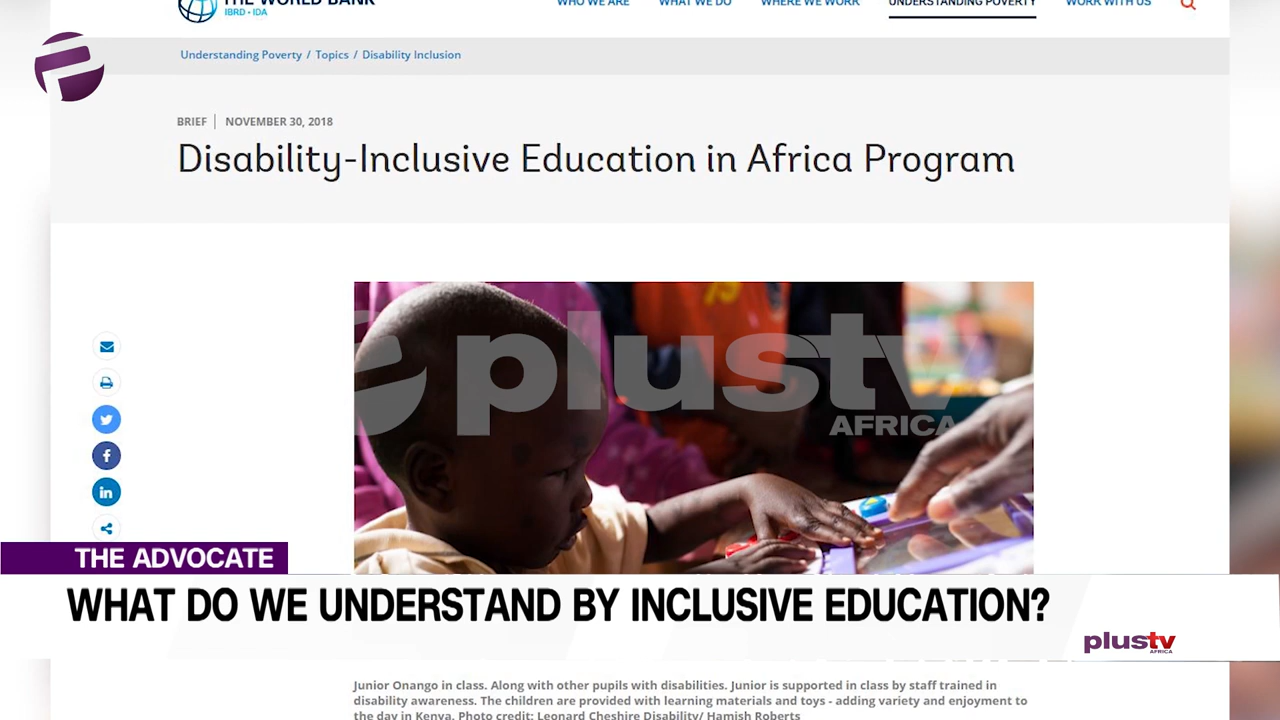 THE WORLD BANK
IBRD • IDA
WHO WE ARE
WHAT WE DO
WHERE WE WORK
UNDERSTANDING POVERTY
WORK WITH US
Understanding Poverty / Topics / Disability Inclusion
BRIEF | NOVEMBER 30, 2018
Disability-Inclusive Education in Africa Program
plustv
AFRICA
THE ADVOCATE
WHAT DO WE UNDERSTAND BY INCLUSIVE EDUCATION?
plustv
AFRICA
Junior Onango in class. Along with other pupils with disabilities. Junior is supported in class by staff trained in
disability awareness. The children are provided with learning materials and toys - adding variety and enjoyment to
the day in Kenya. Photo credit: Leonard Cheshire Disability/ Hamish Roberts